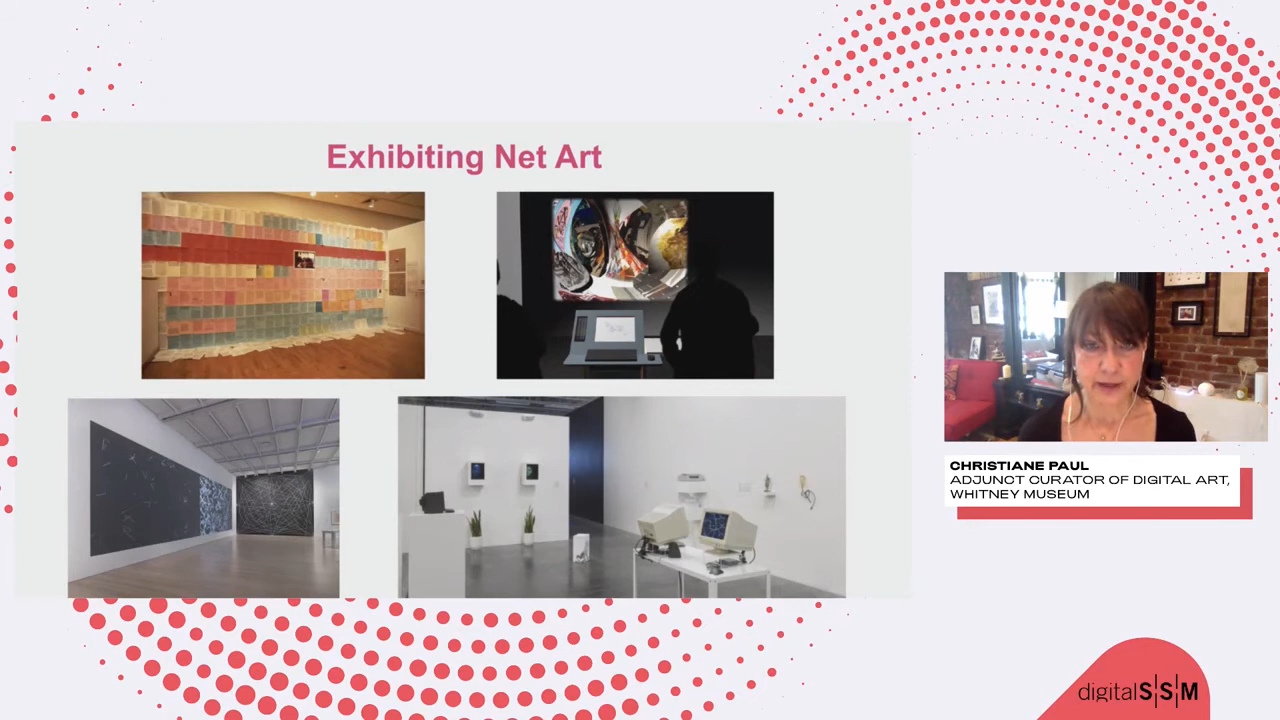 Exhibiting Net Art
CHRISTIANE PAUL
ADJUNCT CURATOR OF DIGITAL ART,
WHITNEY MUSEUM
digitalS|S|M